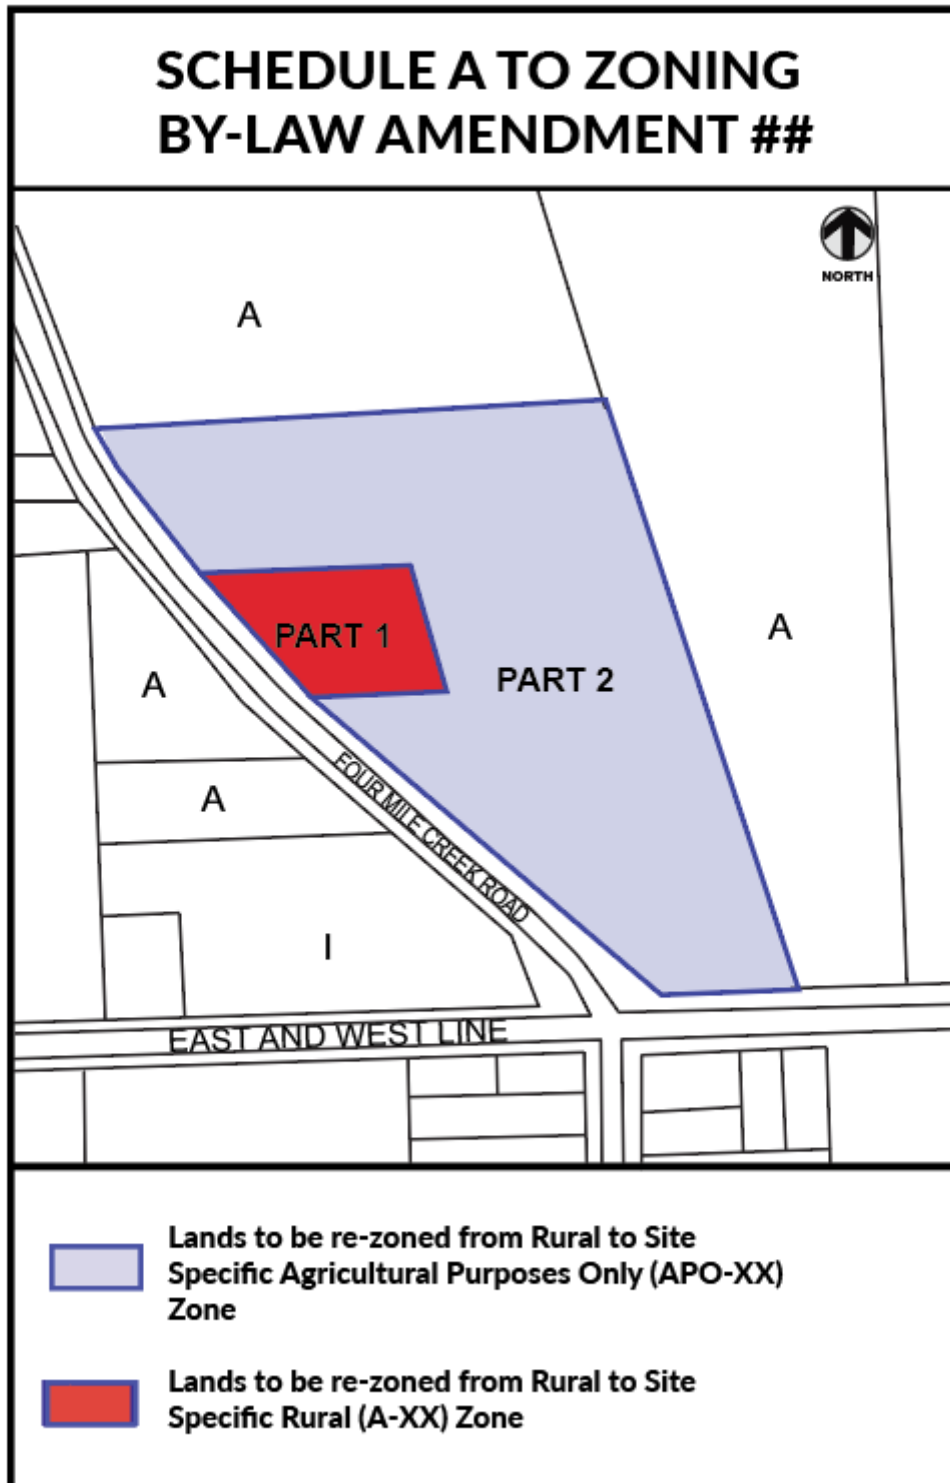 SCHEDULE A TO ZONING
BY-LAW AMENDMENT ##
NORTH
A
A
PART 1
PART 2
A
A
FOUR MILE CREEK ROAD
I
EAST AND WEST LINE
Lands to be re-zoned from Rural to Site
Specific Agricultural Purposes Only (APO-XX)
Zone
Lands to be re-zoned from Rural to Site
Specific Rural (A-XX) Zone